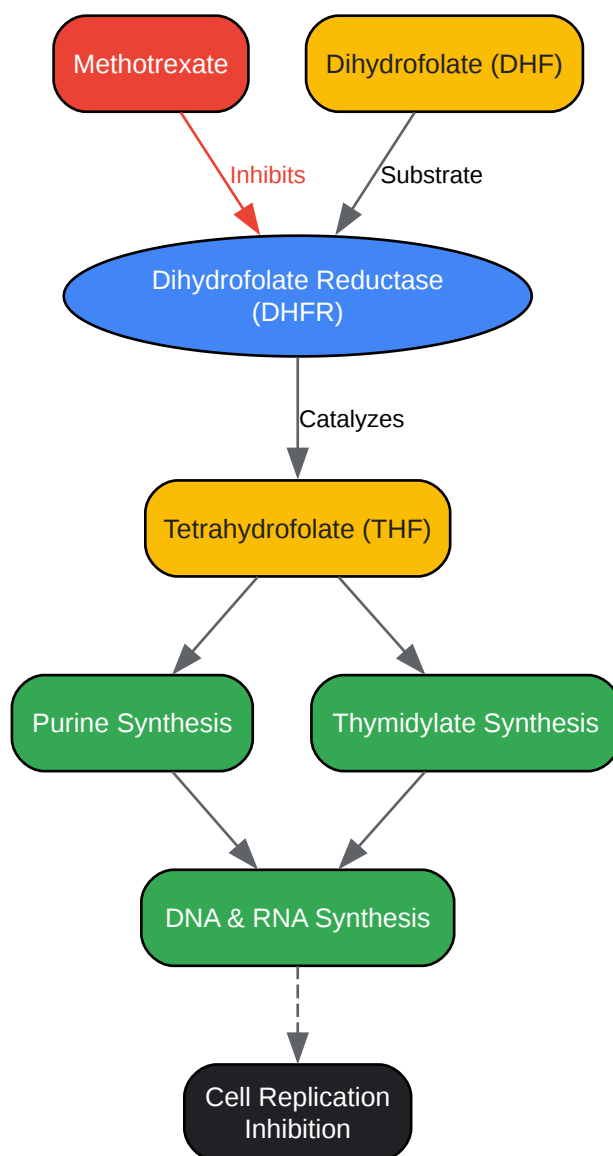 Methotrexate
Dihydrofolate (DHF)
Inhibits
Substrate
Dihydrofolate Reductase
(DHFR)
Catalyzes
Tetrahydrofolate (THF)
Purine Synthesis
Thymidylate Synthesis
DNA & RNA Synthesis
Cell Replication
Inhibition